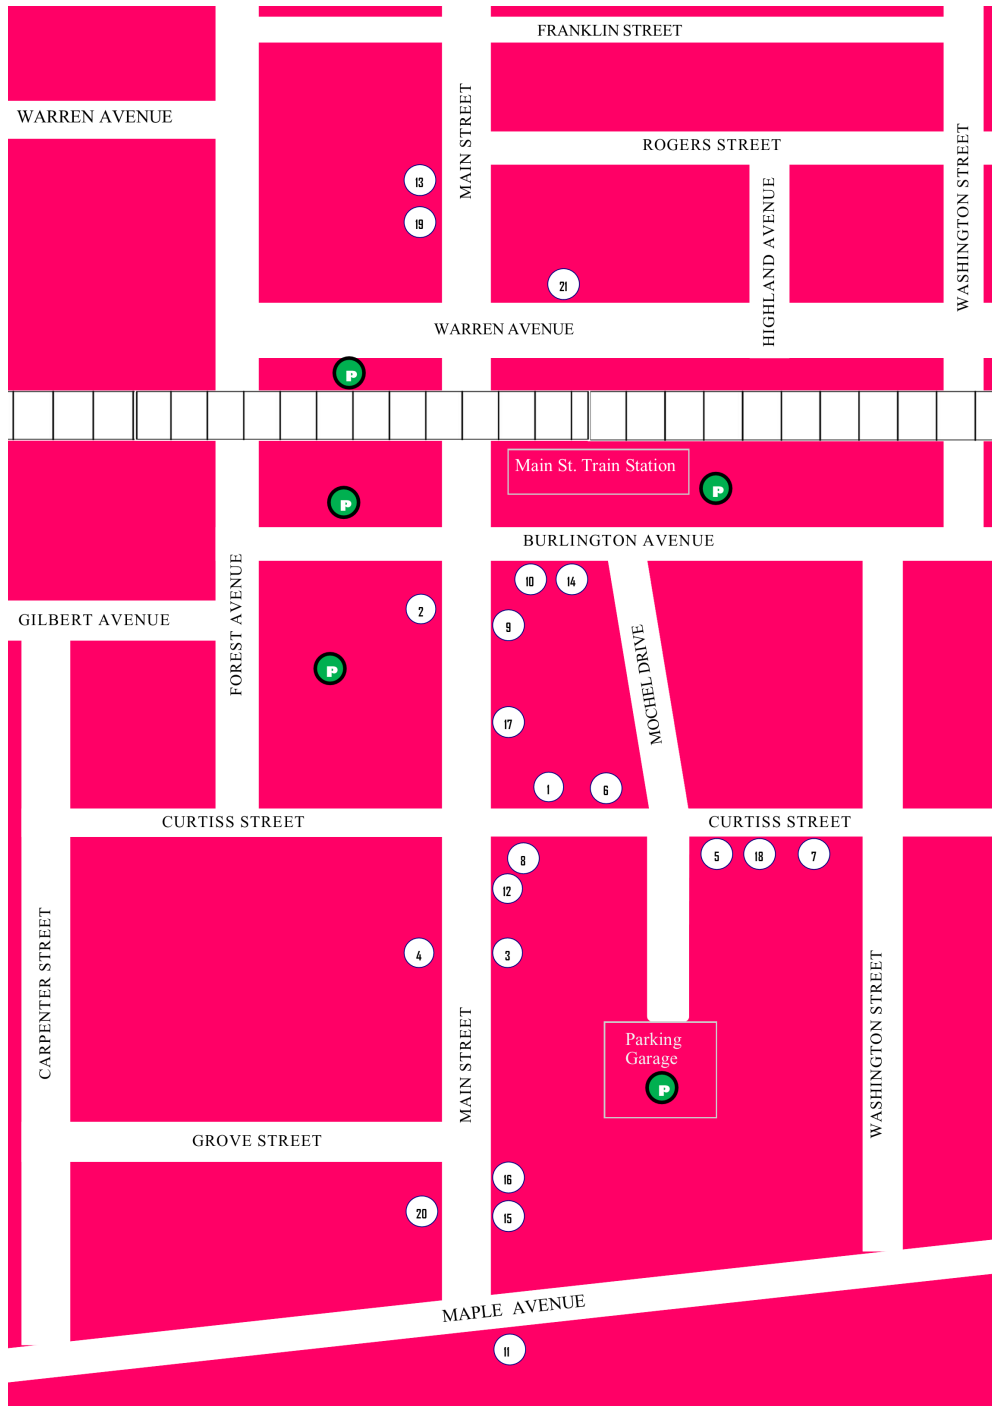 FRANKLIN STREET
WARREN AVENUE
MAIN STREET
ROGERS STREET
WASHINGTON STREET
13
HIGHLAND AVENUE
19
21
WARREN AVENUE
P
Main St. Train Station
P
P
BURLINGTON AVENUE
10
14
2
GILBERT AVENUE
FOREST AVENUE
9
MOCHEL DRIVE
P
17
1
6
CURTISS STREET
CURTISS STREET
5
18
7
8
12
4
3
CARPENTER STREET
MAIN STREET
WASHINGTON STREET
Parking
Garage
P
GROVE STREET
16
20
15
MAPLE AVENUE
11